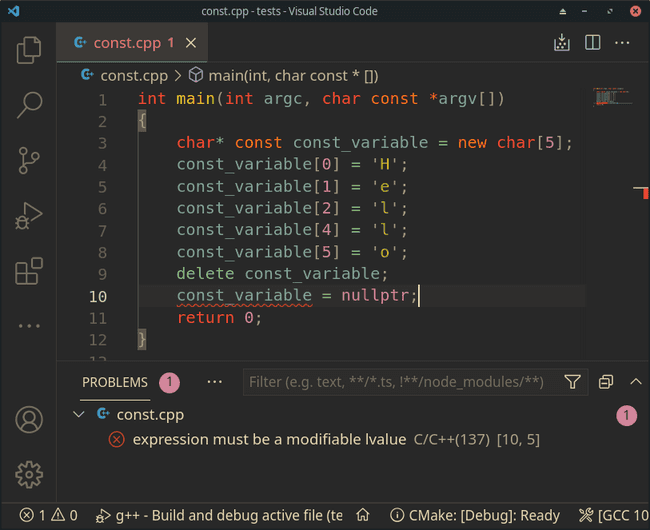 const.cpp - tests - Visual Studio Code
const.cpp 1
const.cpp > main(int, char const * [])
1 int main(int argc, char const *argv[])
2 {
3 char* const const_variable = new char[5];
4 const_variable[0] = 'H';
5 const_variable[1] = 'e';
6 const_variable[2] = 'l';
7 const_variable[4] = 'l';
8 const_variable[5] = 'o';
9 delete const_variable;
10 const_variable = nullptr;
11 return 0;
12 }
13
PROBLEMS 1 ... Filter (e.g. text, **/*.ts, !**/node_modules/**)
const.cpp 1
expression must be a modifiable lvalue C/C++(137) [10, 5]
1 0 g++ - Build and debug active file (te CMake: [Debug]: Ready [GCC 10